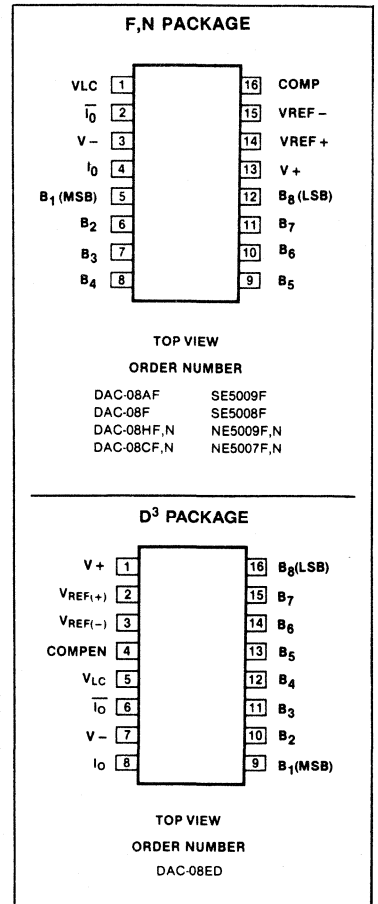 F,N PACKAGE
VLC 1 16 COMP
I̅0̅ 2 15 VREF −
V − 3 14 VREF +
I0 4 13 V +
B1 (MSB) 5 12 B8 (LSB)
B2 6 11 B7
B3 7 10 B6
B4 8 9 B5
TOP VIEW
ORDER NUMBER
DAC-08AF SE5009F
DAC-08F SE5008F
DAC-08HF,N NE5009F,N
DAC-08CF,N NE5007F,N
D³ PACKAGE
V + 1 16 B8(LSB)
VREF(+) 2 15 B7
VREF(−) 3 14 B6
COMPEN 4 13 B5
VLC 5 12 B4
I̅O̅ 6 11 B3
V − 7 10 B2
IO 8 9 B1(MSB)
TOP VIEW
ORDER NUMBER
DAC-08ED